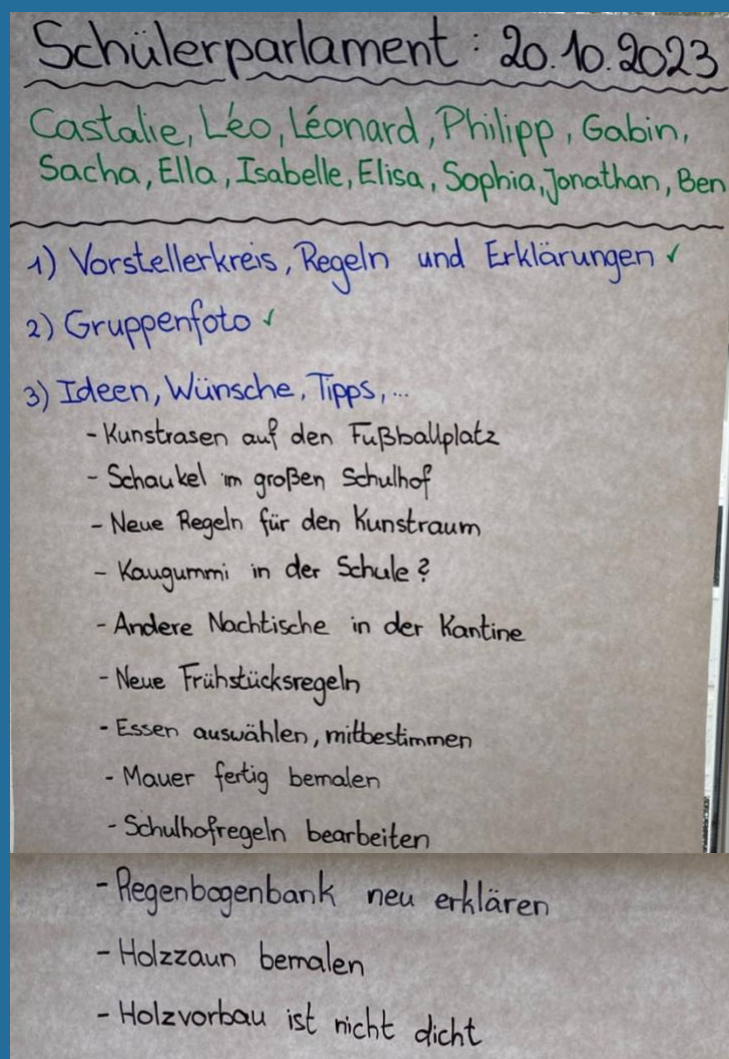 Schülerparlament : 20.10.2023
Castalie, Léo, Léonard, Philipp, Gabin,
Sacha, Ella, Isabelle, Elisa, Sophia, Jonathan, Ben
1) Vorstellerkreis, Regeln und Erklärungen ✓
2) Gruppenfoto ✓
3) Ideen, Wünsche, Tipps, ...
- Kunstrasen auf den Fußballplatz
- Schaukel im großen Schulhof
- Neue Regeln für den Kunstraum
- Kaugummi in der Schule?
- Andere Nachtische in der Kantine
- Neue Frühstücksregeln
- Essen auswählen, mitbestimmen
- Mauer fertig bemalen
- Schulhofregeln bearbeiten
- Regenbogenbank neu erklären
- Holzzaun bemalen
- Holzvorbau ist nicht dicht